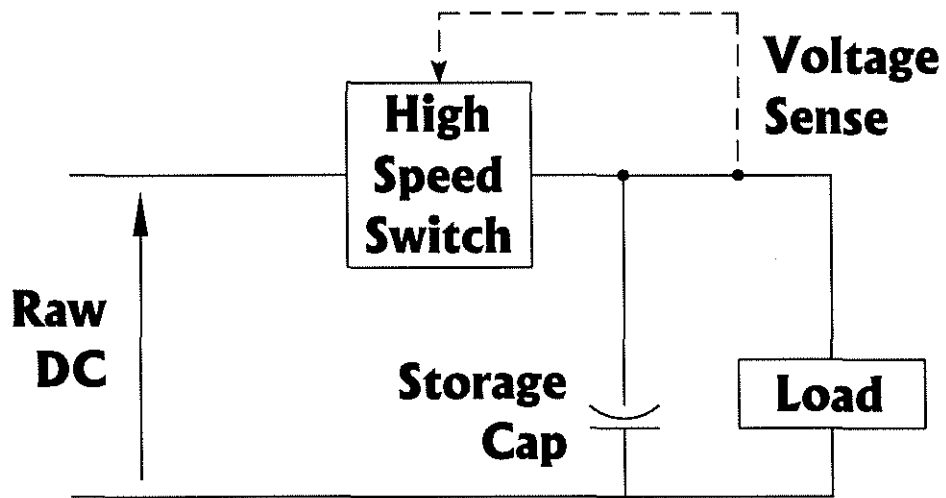 Voltage
Sense
High
Speed
Switch
Raw
DC
Storage
Cap
Load